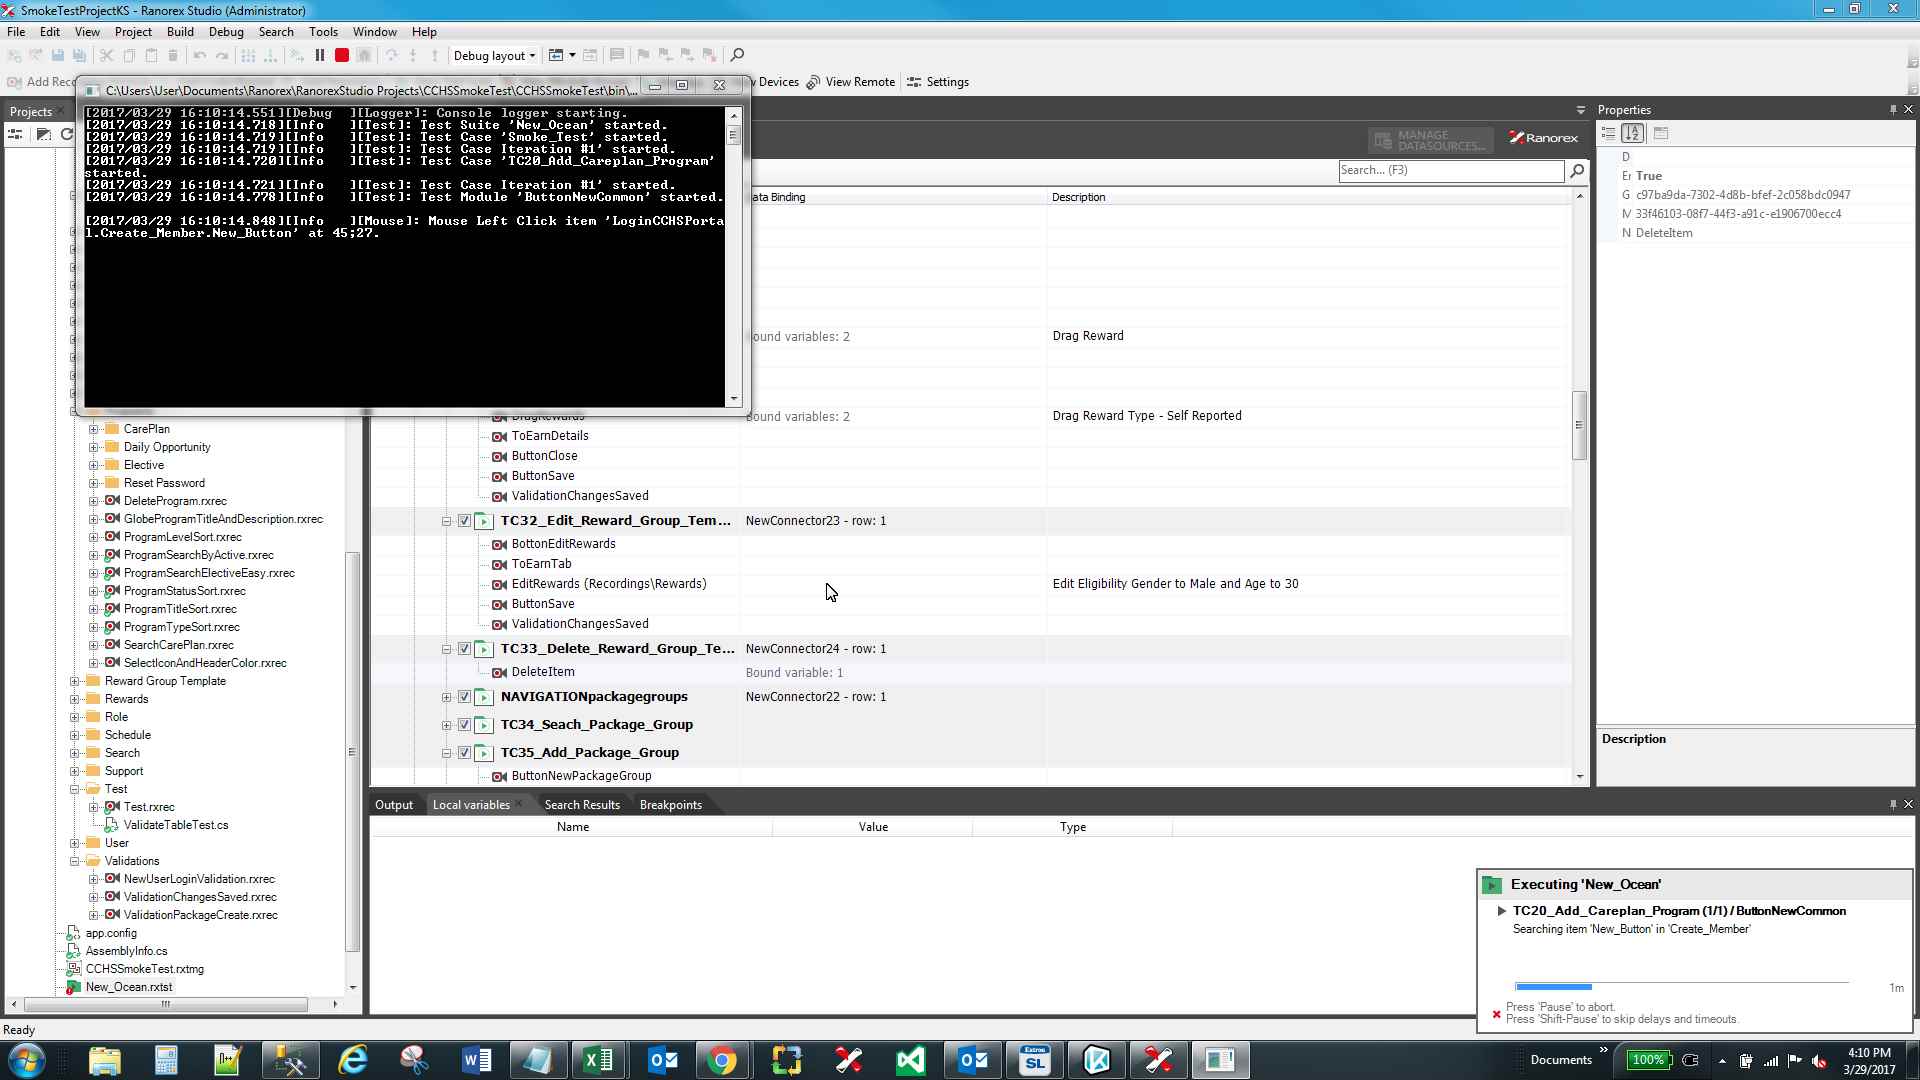 SmokeTestProjectKS - Ranorex Studio (Administrator)
File Edit View Project Build Debug Search Tools Window Help
Debug layout
Add Rec
Devices View Remote Settings
C:\Users\User\Documents\Ranorex\RanorexStudio Projects\CCHSSmokeTest\CCHSSmokeTest\bin\...
[2017/03/29 16:10:14.551][Debug ][Logger]: Console logger starting.
[2017/03/29 16:10:14.718][Info ][Test]: Test Suite 'New_Ocean' started.
[2017/03/29 16:10:14.719][Info ][Test]: Test Case 'Smoke_Test' started.
[2017/03/29 16:10:14.719][Info ][Test]: Test Case Iteration #1' started.
[2017/03/29 16:10:14.720][Info ][Test]: Test Case 'TC20_Add_Careplan_Program'
started.
[2017/03/29 16:10:14.721][Info ][Test]: Test Case Iteration #1' started.
[2017/03/29 16:10:14.778][Info ][Test]: Test Module 'ButtonNewCommon' started.
[2017/03/29 16:10:14.848][Info ][Mouse]: Mouse Left Click item 'LoginCCHSPorta
l.Create_Member.New_Button' at 45;27.
Projects
CarePlan
Daily Opportunity
Elective
Reset Password
DeleteProgram.rxrec
GlobeProgramTitleAndDescription.rxrec
ProgramLevelSort.rxrec
ProgramSearchByActive.rxrec
ProgramSearchElectiveEasy.rxrec
ProgramStatusSort.rxrec
ProgramTitleSort.rxrec
ProgramTypeSort.rxrec
SearchCarePlan.rxrec
SelectIconAndHeaderColor.rxrec
Reward Group Template
Rewards
Role
Schedule
Search
Support
Test
Test.rxrec
ValidateTableTest.cs
User
Validations
NewUserLoginValidation.rxrec
ValidationChangesSaved.rxrec
ValidationPackageCreate.rxrec
app.config
AssemblyInfo.cs
CCHSSmokeTest.rxtmg
New_Ocean.rxtst
MANAGE
DATASOURCES...
Ranorex
Search... (F3)
ata Binding Description
ound variables: 2 Drag Reward
DragRewards ound variables: 2 Drag Reward Type - Self Reported
ToEarnDetails
ButtonClose
ButtonSave
ValidationChangesSaved
TC32_Edit_Reward_Group_Tem... NewConnector23 - row: 1
BottonEditRewards
ToEarnTab
EditRewards (Recordings\Rewards) Edit Eligibility Gender to Male and Age to 30
ButtonSave
ValidationChangesSaved
TC33_Delete_Reward_Group_Te... NewConnector24 - row: 1
DeleteItem Bound variable: 1
NAVIGATIONpackagegroups NewConnector22 - row: 1
TC34_Seach_Package_Group
TC35_Add_Package_Group
ButtonNewPackageGroup
Properties
D
Er True
G c97ba9da-7302-4d8b-bfef-2c058bdc0947
M 33f46103-08f7-44f3-a91c-e1906700ecc4
N DeleteItem
Description
Output Local variables Search Results Breakpoints
Name Value Type
Executing 'New_Ocean'
TC20_Add_Careplan_Program (1/1) / ButtonNewCommon
Searching item 'New_Button' in 'Create_Member'
1m
Press 'Pause' to abort.
Press 'Shift-Pause' to skip delays and timeouts.
Ready
Extron
SL
Documents
100%
4:10 PM
3/29/2017